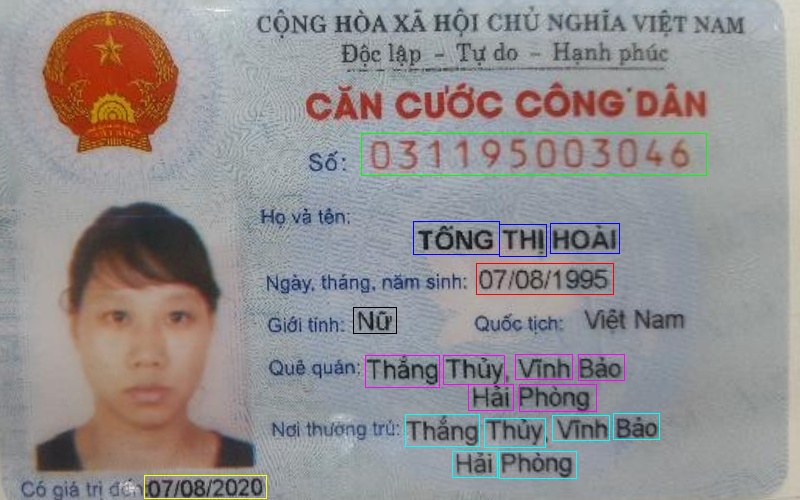 CỘNG HÒA XÃ HỘI CHỦ NGHĨA VIỆT NAM
Độc lập - Tự do - Hạnh phúc
CĂN CƯỚC CÔNG DÂN
Số: 031195003046
Họ và tên:
TỐNG THỊ HOÀI
Ngày, tháng, năm sinh: 07/08/1995
Giới tính: Nữ Quốc tịch: Việt Nam
Quê quán: Thắng Thủy, Vĩnh Bảo
Hải Phòng
Nơi thường trú: Thắng Thủy, Vĩnh Bảo
Hải Phòng
Có giá trị đến: 07/08/2020